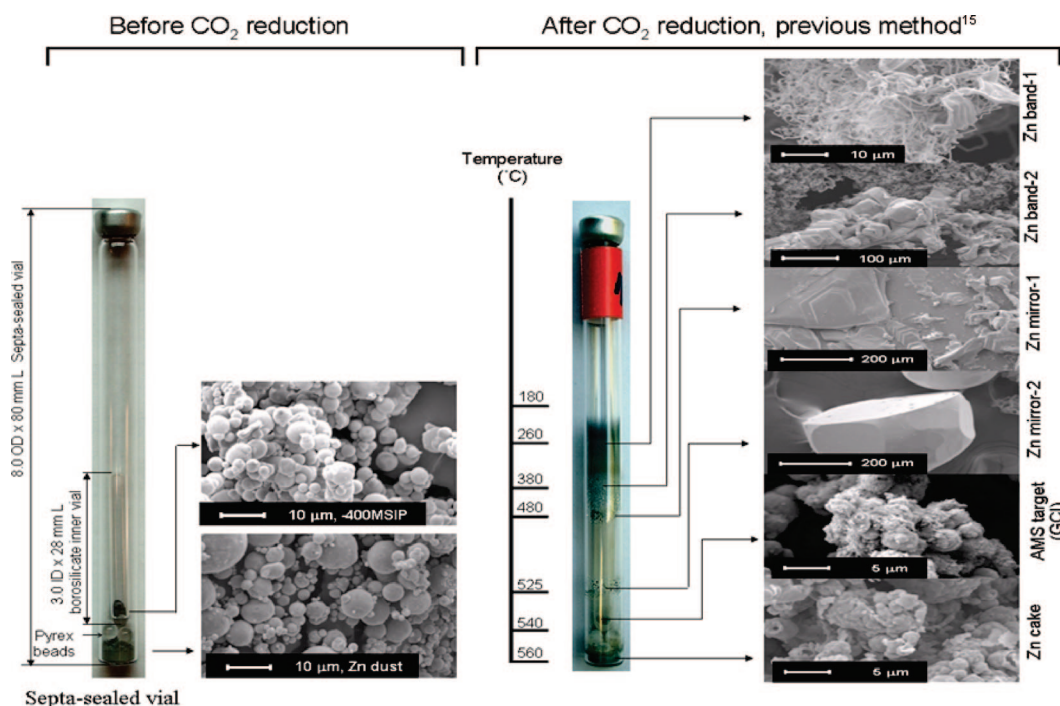 Before CO2 reduction
After CO2 reduction, previous method15
8.0 OD x 80 mm L Septa-sealed vial
3.0 ID x 28 mm L
borosilicate inner vial
Pyrex
beads
Septa-sealed vial
10 µm, -400MSIP
10 µm, Zn dust
Temperature
(°C)
180
260
380
480
525
540
560
10 µm
Zn band-1
100 µm
Zn band-2
200 µm
Zn mirror-1
200 µm
Zn mirror-2
5 µm
AMS target
(GCI)
5 µm
Zn cake